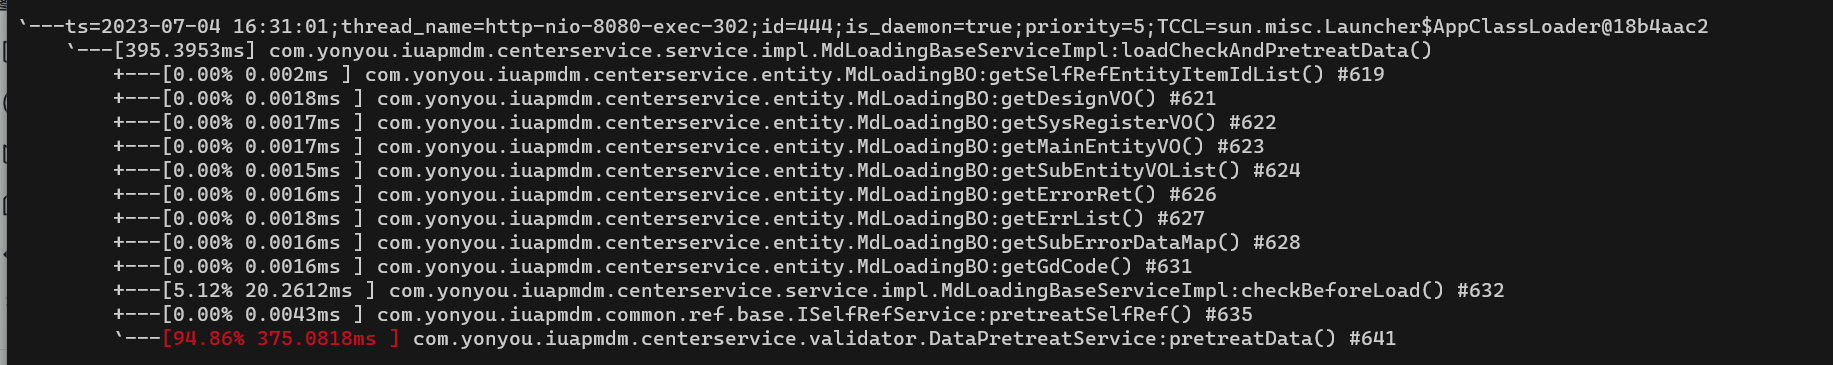 `---ts=2023-07-04 16:31:01;thread_name=http-nio-8080-exec-302;id=444;is_daemon=true;priority=5;TCCL=sun.misc.Launcher$AppClassLoader@18b4aac2
    `---[395.3953ms] com.yonyou.iuapmdm.centerservice.service.impl.MdLoadingBaseServiceImpl:loadCheckAndPretreatData()
        +---[0.00% 0.002ms ] com.yonyou.iuapmdm.centerservice.entity.MdLoadingBO:getSelfRefEntityItemIdList() #619
        +---[0.00% 0.0018ms ] com.yonyou.iuapmdm.centerservice.entity.MdLoadingBO:getDesignVO() #621
        +---[0.00% 0.0017ms ] com.yonyou.iuapmdm.centerservice.entity.MdLoadingBO:getSysRegisterVO() #622
        +---[0.00% 0.0017ms ] com.yonyou.iuapmdm.centerservice.entity.MdLoadingBO:getMainEntityVO() #623
        +---[0.00% 0.0015ms ] com.yonyou.iuapmdm.centerservice.entity.MdLoadingBO:getSubEntityVOList() #624
        +---[0.00% 0.0016ms ] com.yonyou.iuapmdm.centerservice.entity.MdLoadingBO:getErrorRet() #626
        +---[0.00% 0.0018ms ] com.yonyou.iuapmdm.centerservice.entity.MdLoadingBO:getErrList() #627
        +---[0.00% 0.0016ms ] com.yonyou.iuapmdm.centerservice.entity.MdLoadingBO:getSubErrorDataMap() #628
        +---[0.00% 0.0016ms ] com.yonyou.iuapmdm.centerservice.entity.MdLoadingBO:getGdCode() #631
        +---[5.12% 20.2612ms ] com.yonyou.iuapmdm.centerservice.service.impl.MdLoadingBaseServiceImpl:checkBeforeLoad() #632
        +---[0.00% 0.0043ms ] com.yonyou.iuapmdm.common.ref.base.ISelfRefService:pretreatSelfRef() #635
        `---[94.86% 375.0818ms ] com.yonyou.iuapmdm.centerservice.validator.DataPretreatService:pretreatData() #641